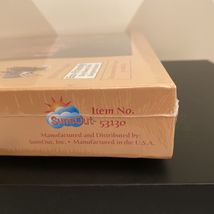 SunsOut
Item No.
53130
Manufactured and Distributed by:
SunsOut, Inc. • Manufactured in the U.S.A.